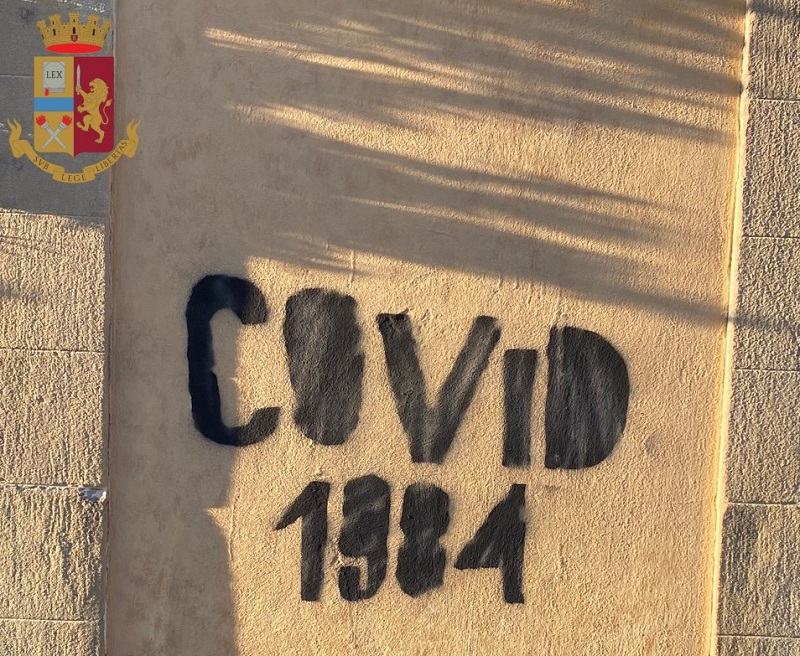 LEX
SVB LEGE LIBERTAS
COVID
1984